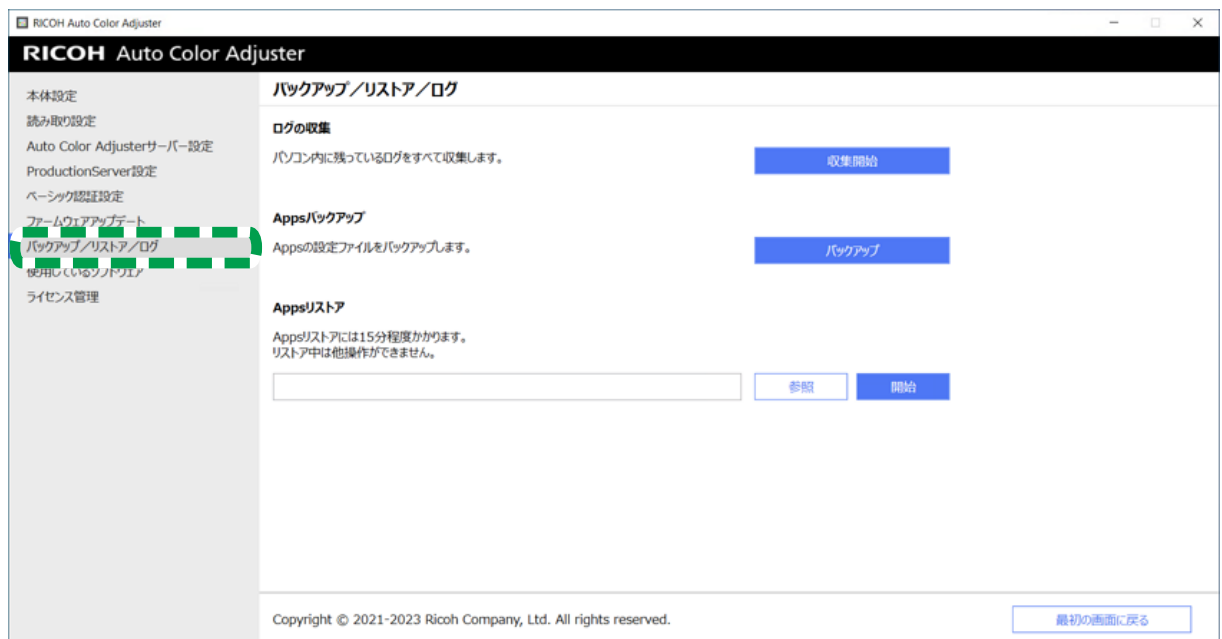 RICOH Auto Color Adjuster
RICOH Auto Color Adjuster
本体設定
読み取り設定
Auto Color Adjusterサーバー設定
ProductionServer設定
ベーシック認証設定
ファームウェアアップデート
バックアップ／リストア／ログ
使用しているソフトウェア
ライセンス管理
バックアップ／リストア／ログ
ログの収集
パソコン内に残っているログをすべて収集します。
収集開始
Appsバックアップ
Appsの設定ファイルをバックアップします。
バックアップ
Appsリストア
Appsリストアには15分程度かかります。
リストア中は他操作ができません。
参照
開始
Copyright © 2021-2023 Ricoh Company, Ltd. All rights reserved.
最初の画面に戻る